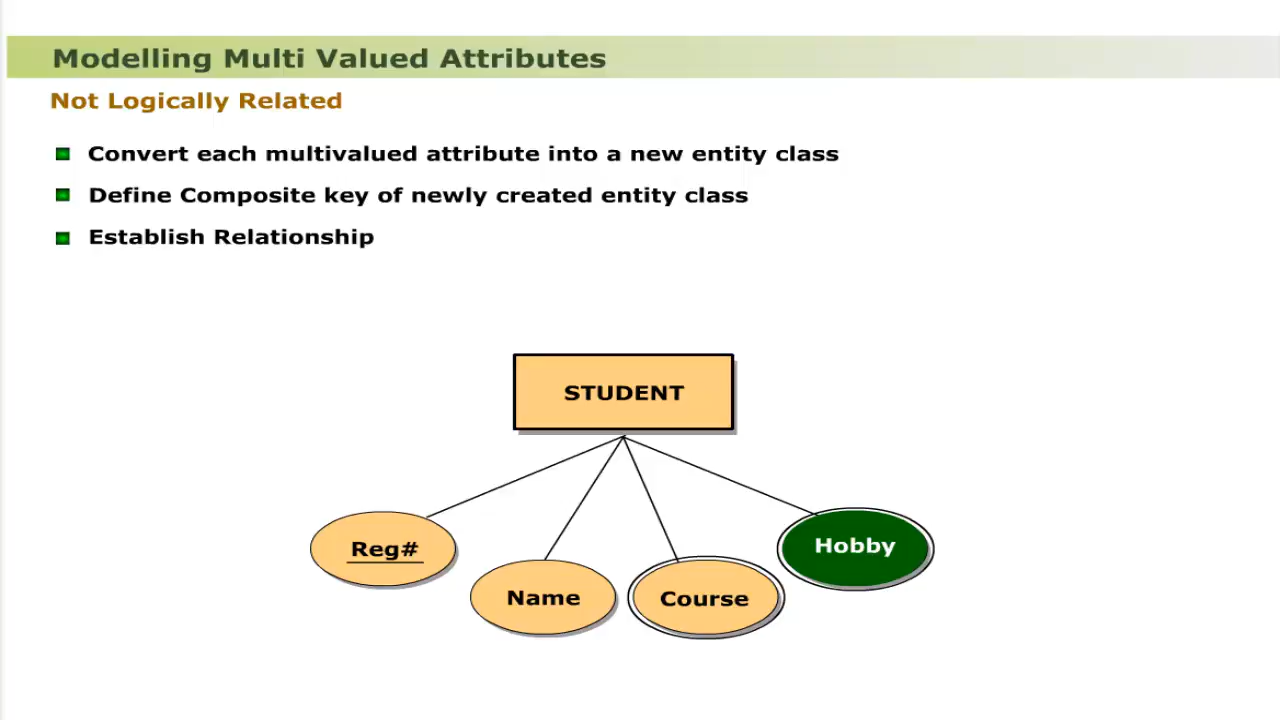 Modelling Multi Valued Attributes
Not Logically Related
Convert each multivalued attribute into a new entity class
Define Composite key of newly created entity class
Establish Relationship
STUDENT
Reg#
Name
Course
Hobby